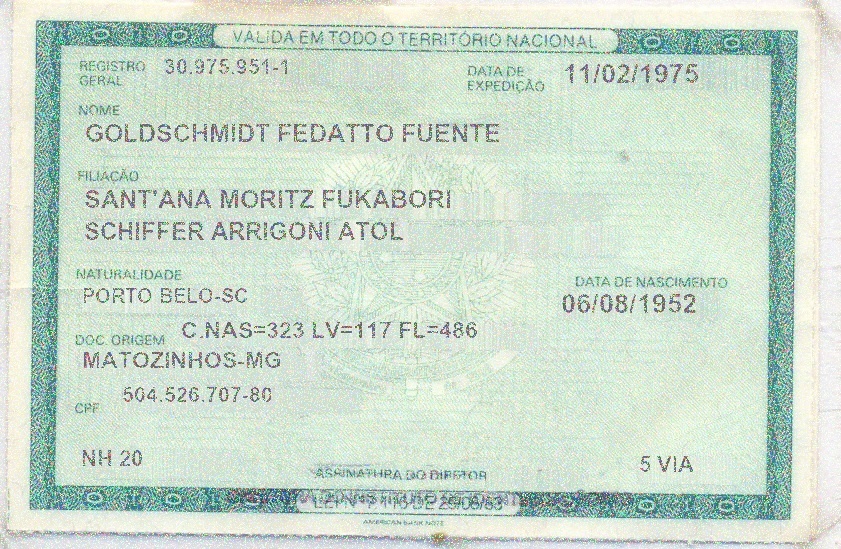 VÁLIDA EM TODO O TERRITÓRIO NACIONAL
REGISTRO GERAL 30.975.951-1
DATA DE EXPEDIÇÃO 11/02/1975
NOME
GOLDSCHMIDT FEDATTO FUENTE
FILIAÇÃO
SANT'ANA MORITZ FUKABORI
SCHIFFER ARRIGONI ATOL
NATURALIDADE
PORTO BELO-SC
DATA DE NASCIMENTO
06/08/1952
DOC. ORIGEM C.NAS=323 LV=117 FL=486
MATOZINHOS-MG
CPF 504.526.707-80
NH 20
5 VIA
ASSINATURA DO DIRETOR
LEI Nº 7.116 DE 29/08/83
AMERICAN BANK NOTE